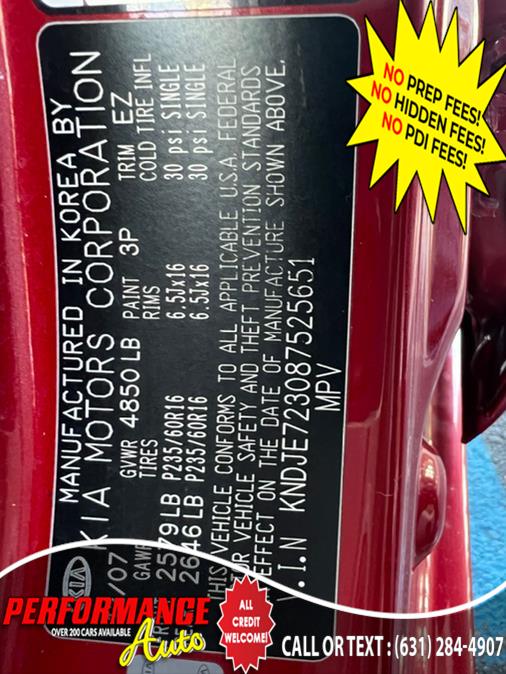 MANUFACTURED IN KOREA BY
KIA MOTORS CORPORATION
/07 GVWR 4850 LB PAINT 3P TRIM EZ
TIRES RIMS COLD TIRE INFL
2579 LB P235/60R16 6.5Jx16 30 psi SINGLE
2646 LB P235/60R16 6.5Jx16 30 psi SINGLE
THIS VEHICLE CONFORMS TO ALL APPLICABLE U.S.A. FEDERAL
VEHICLE SAFETY AND THEFT PREVENTION STANDARDS
EFFECT ON THE DATE OF MANUFACTURE SHOWN ABOVE.
V.I.N KNDJE723087525651
MPV
KIA
NO PREP FEES!
NO HIDDEN FEES!
NO PDI FEES!
PERFORMANCE
OVER 200 CARS AVAILABLE
Auto
ALL
CREDIT
WELCOME!
CALL OR TEXT : (631) 284-4907